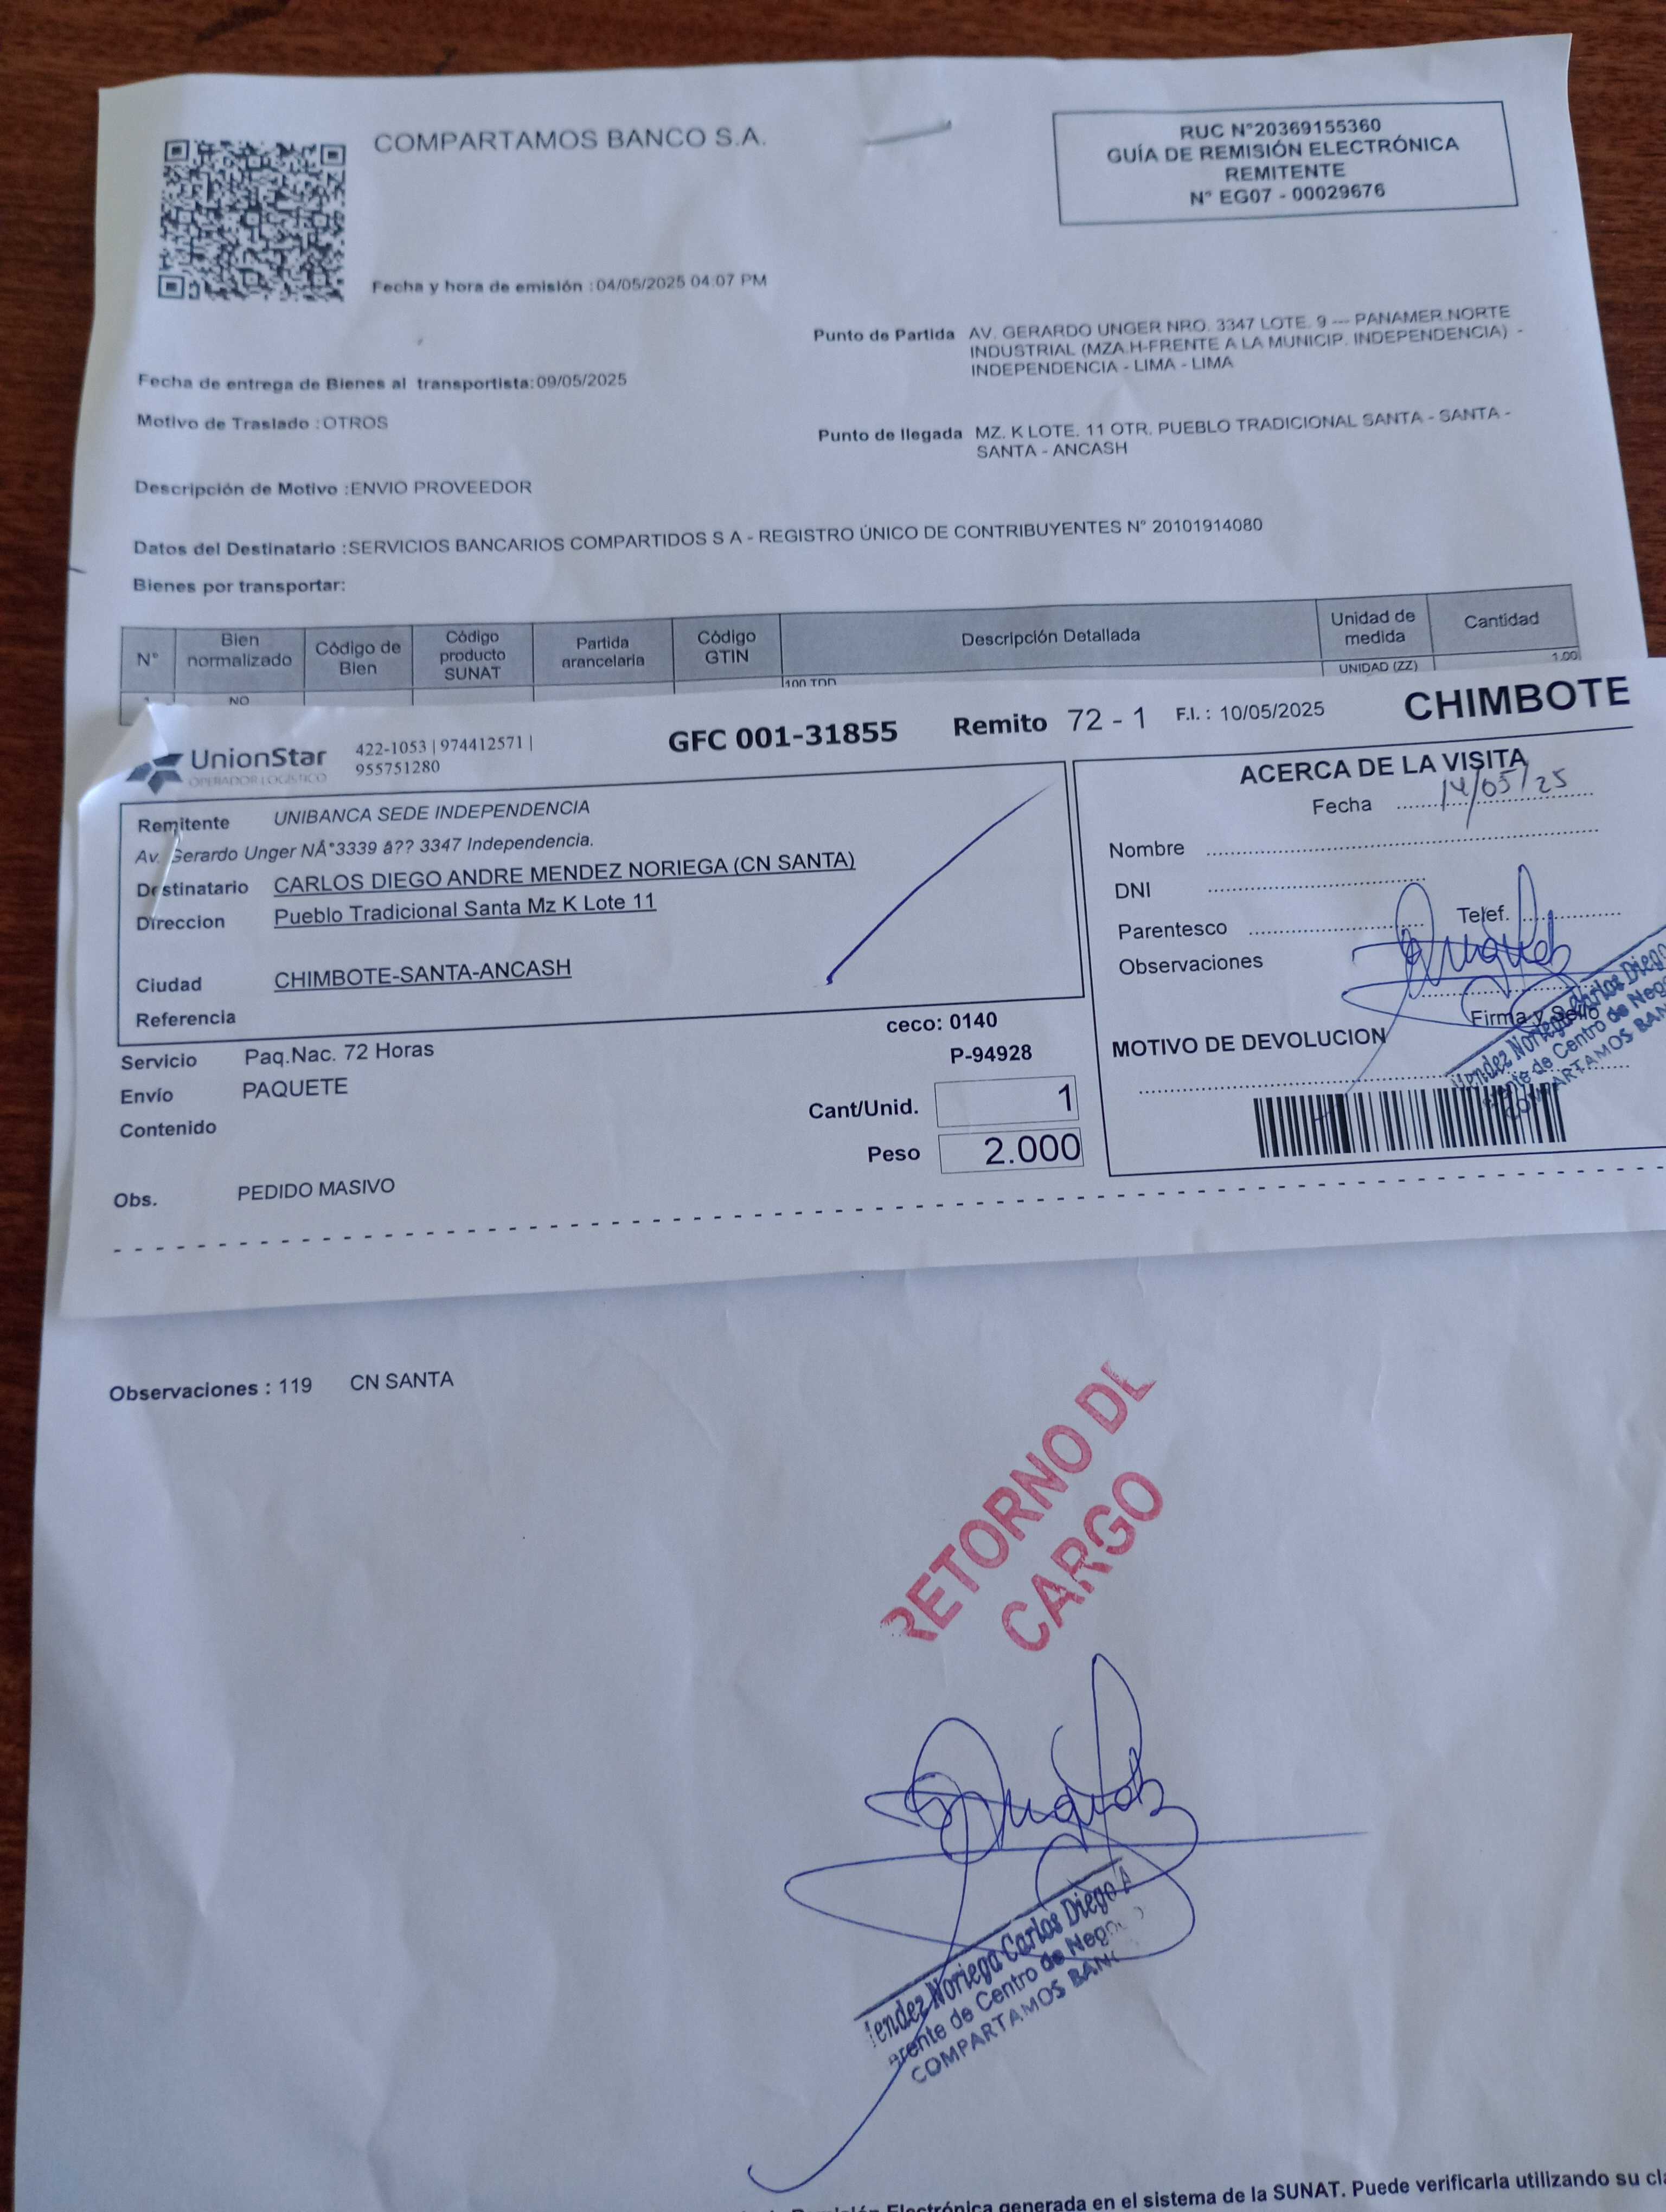 COMPARTAMOS BANCO S.A.
RUC N°20369155360
GUÍA DE REMISIÓN ELECTRÓNICA
REMITENTE
N° EG07 - 00029676
Fecha y hora de emisión : 04/05/2025 04:07 PM
Punto de Partida AV. GERARDO UNGER NRO. 3347 LOTE. 9 --- PANAMER.NORTE
INDUSTRIAL (MZA.H-FRENTE A LA MUNICIP. INDEPENDENCIA) -
INDEPENDENCIA - LIMA - LIMA
Fecha de entrega de Bienes al transportista: 09/05/2025
Motivo de Traslado : OTROS
Punto de llegada MZ. K LOTE. 11 OTR. PUEBLO TRADICIONAL SANTA - SANTA -
SANTA - ANCASH
Descripción de Motivo : ENVIO PROVEEDOR
Datos del Destinatario : SERVICIOS BANCARIOS COMPARTIDOS S A - REGISTRO ÚNICO DE CONTRIBUYENTES N° 20101914080
Bienes por transportar:
N° Bien normalizado Código de Bien Código producto SUNAT Partida arancelaria Código GTIN Descripción Detallada Unidad de medida Cantidad
NO 100 UNIDAD (ZZ) 1.00
UnionStar
OPERADOR LOGISTICO
422-1053 | 974412571 |
955751280
GFC 001-31855 Remito 72 - 1 F.I. : 10/05/2025 CHIMBOTE
Remitente UNIBANCA SEDE INDEPENDENCIA
Av. Gerardo Unger NÂ°3339 â?? 3347 Independencia.
Destinatario CARLOS DIEGO ANDRE MENDEZ NORIEGA (CN SANTA)
Direccion Pueblo Tradicional Santa Mz K Lote 11
Ciudad CHIMBOTE-SANTA-ANCASH
Referencia
ceco: 0140
Servicio Paq.Nac. 72 Horas
P-94928
Envío PAQUETE
Cant/Unid. 1
Contenido
Peso 2.000
Obs. PEDIDO MASIVO
ACERCA DE LA VISITA
Fecha 14/05/25
Nombre
DNI
Parentesco Telef.
Observaciones
Firma y Sello
MOTIVO DE DEVOLUCION
Noriega Carlos Diego
de Centro de
COMPARTAMOS
Observaciones : 119 CN SANTA
RETORNO DE
CARGO
Noriega Carlos Diego A
de Centro de
COMPARTAMOS
Electrónica generada en el sistema de la SUNAT. Puede verificarla utilizando su